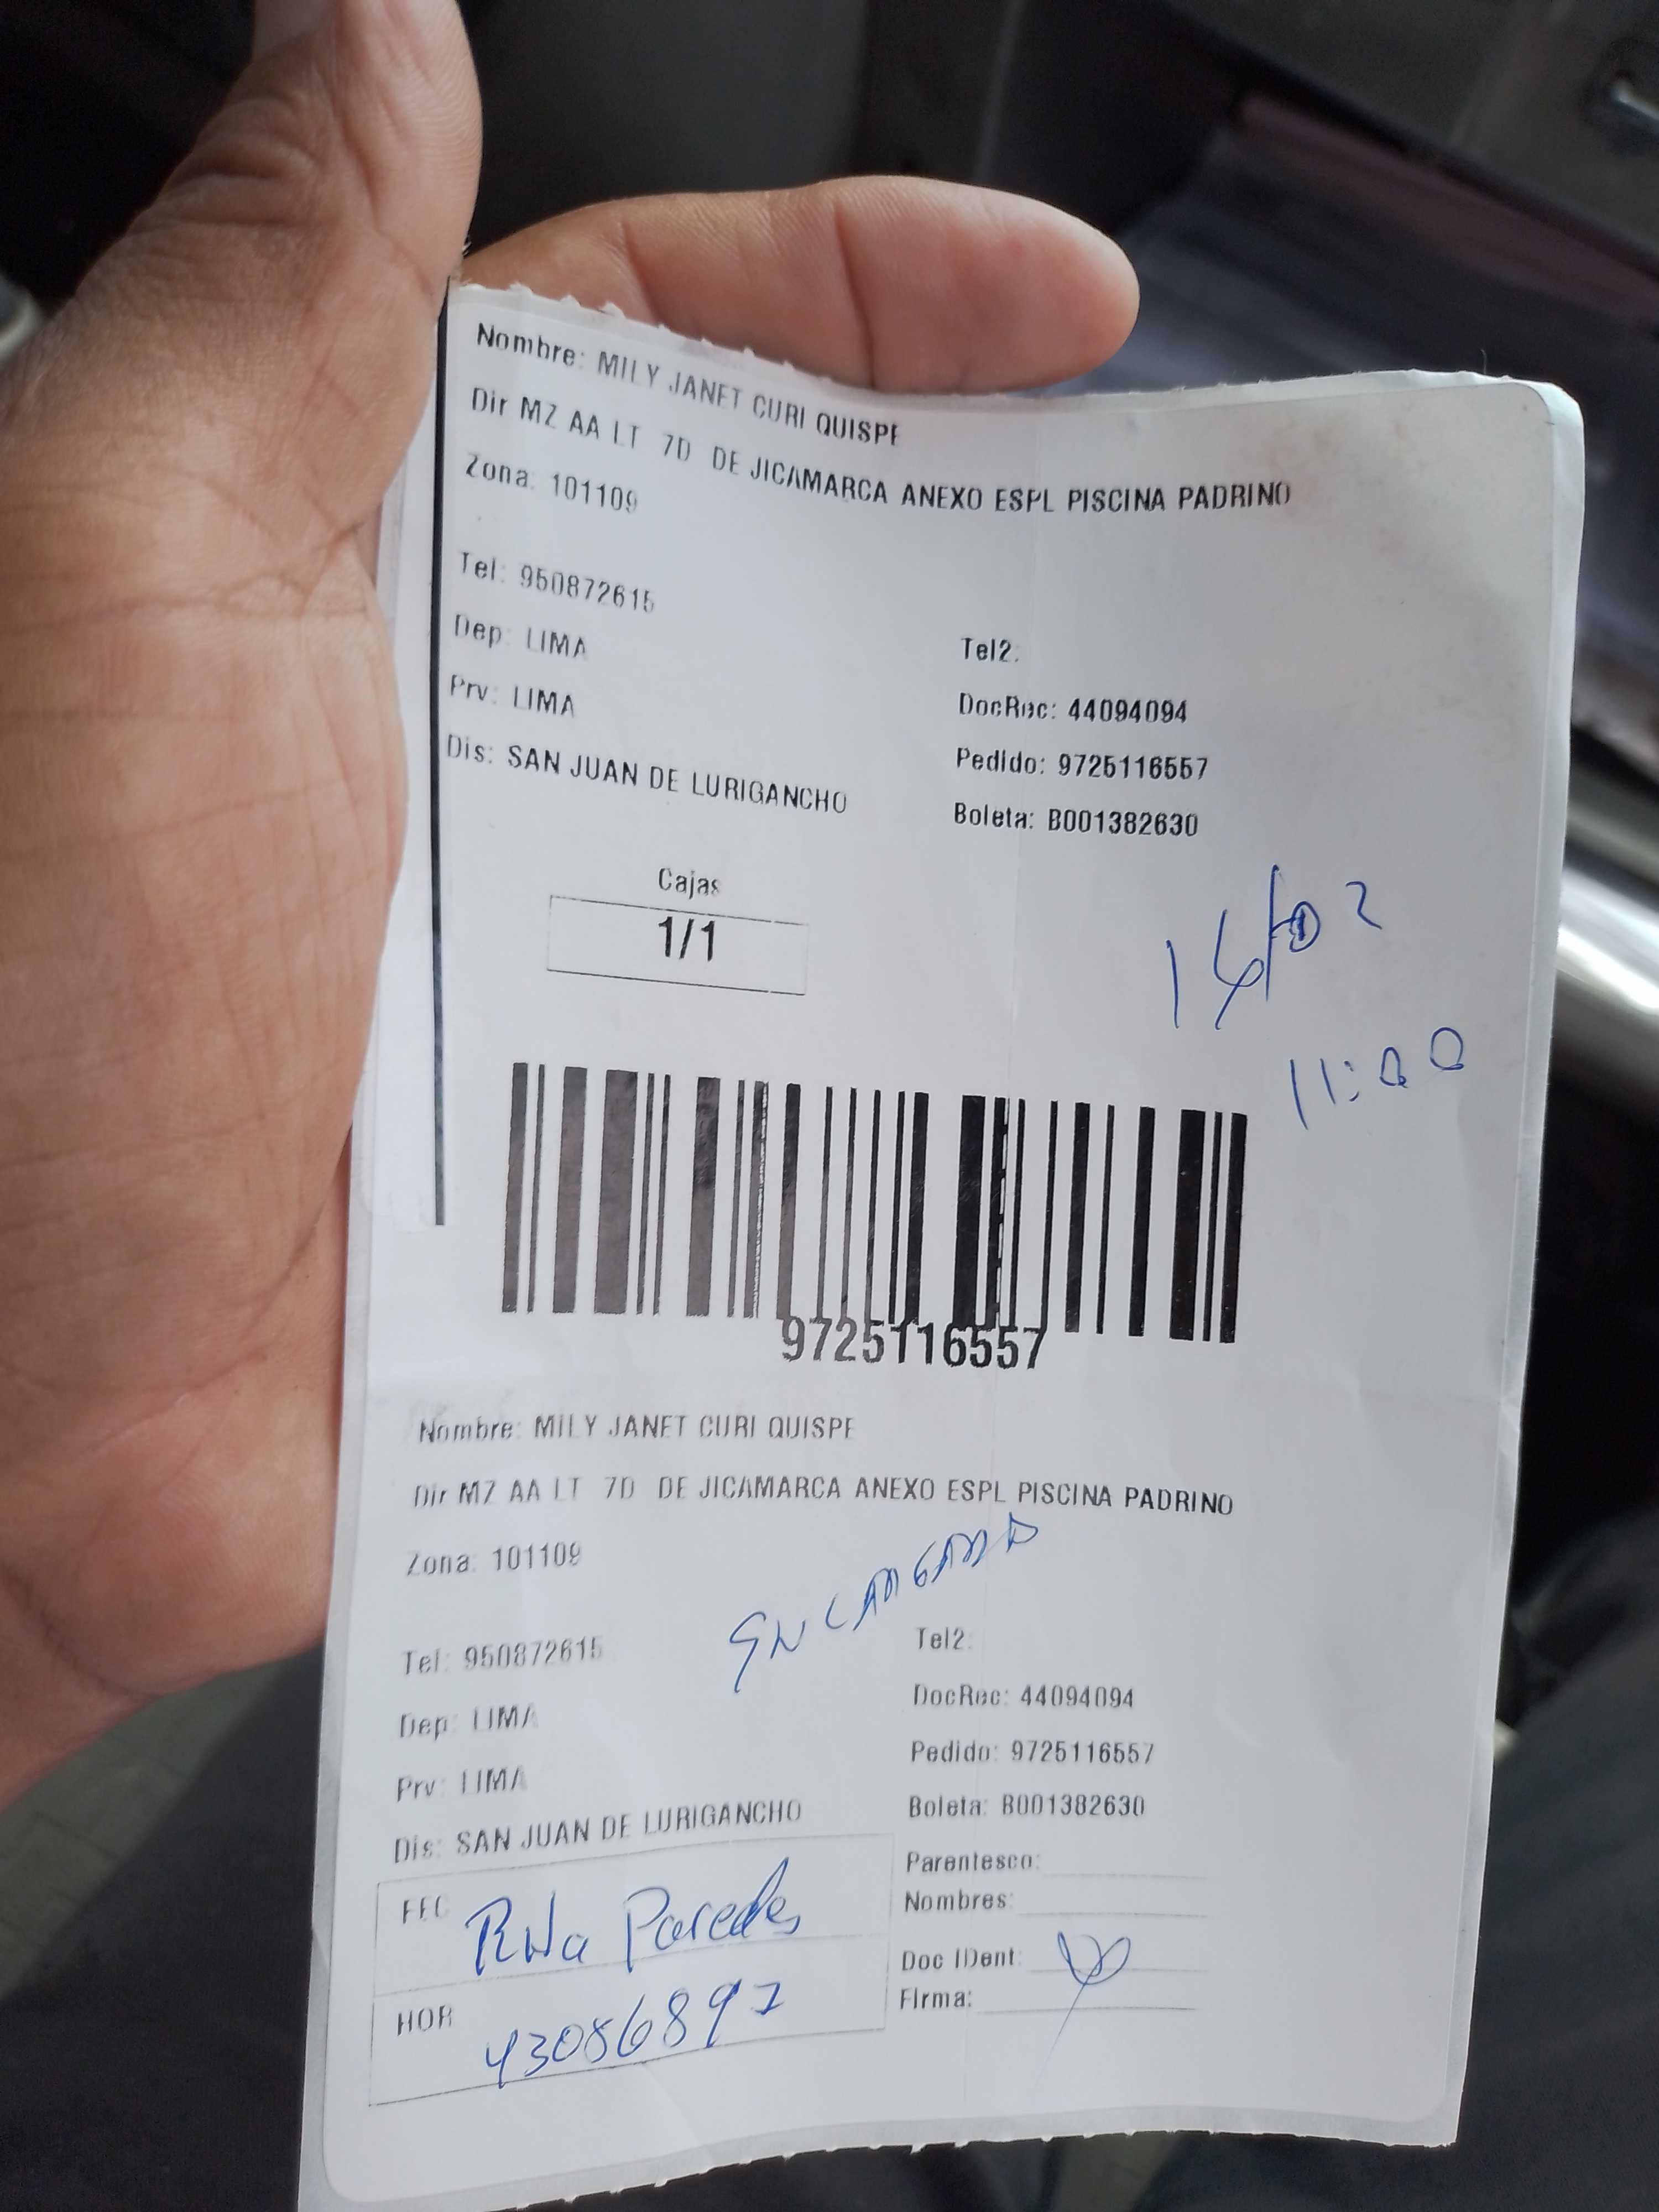 Nombre: MILY JANET CURI QUISPE
Dir MZ AA LT 7D DE JICAMARCA ANEXO ESPL PISCINA PADRINO
Zona: 101109
Tel: 950872615
Tel2:
Dep: LIMA
DocRec: 44094094
Prv: LIMA
Pedido: 9725116557
Dis: SAN JUAN DE LURIGANCHO
Boleta: B001382630
Cajas
1/1
11:00
9725116557
Nombre: MILY JANET CURI QUISPE
Dir MZ AA LT 7D DE JICAMARCA ANEXO ESPL PISCINA PADRINO
Zona: 101109
ENCARGADA
Tel: 950872615
Tel2:
Dep: LIMA
DocRec: 44094094
Prv: LIMA
Pedido: 9725116557
Dis: SAN JUAN DE LURIGANCHO
Boleta: B001382630
Parentesco:
FEC Rita Paredes
Nombres:
Doc IDent:
HOR 43086892
Firma: